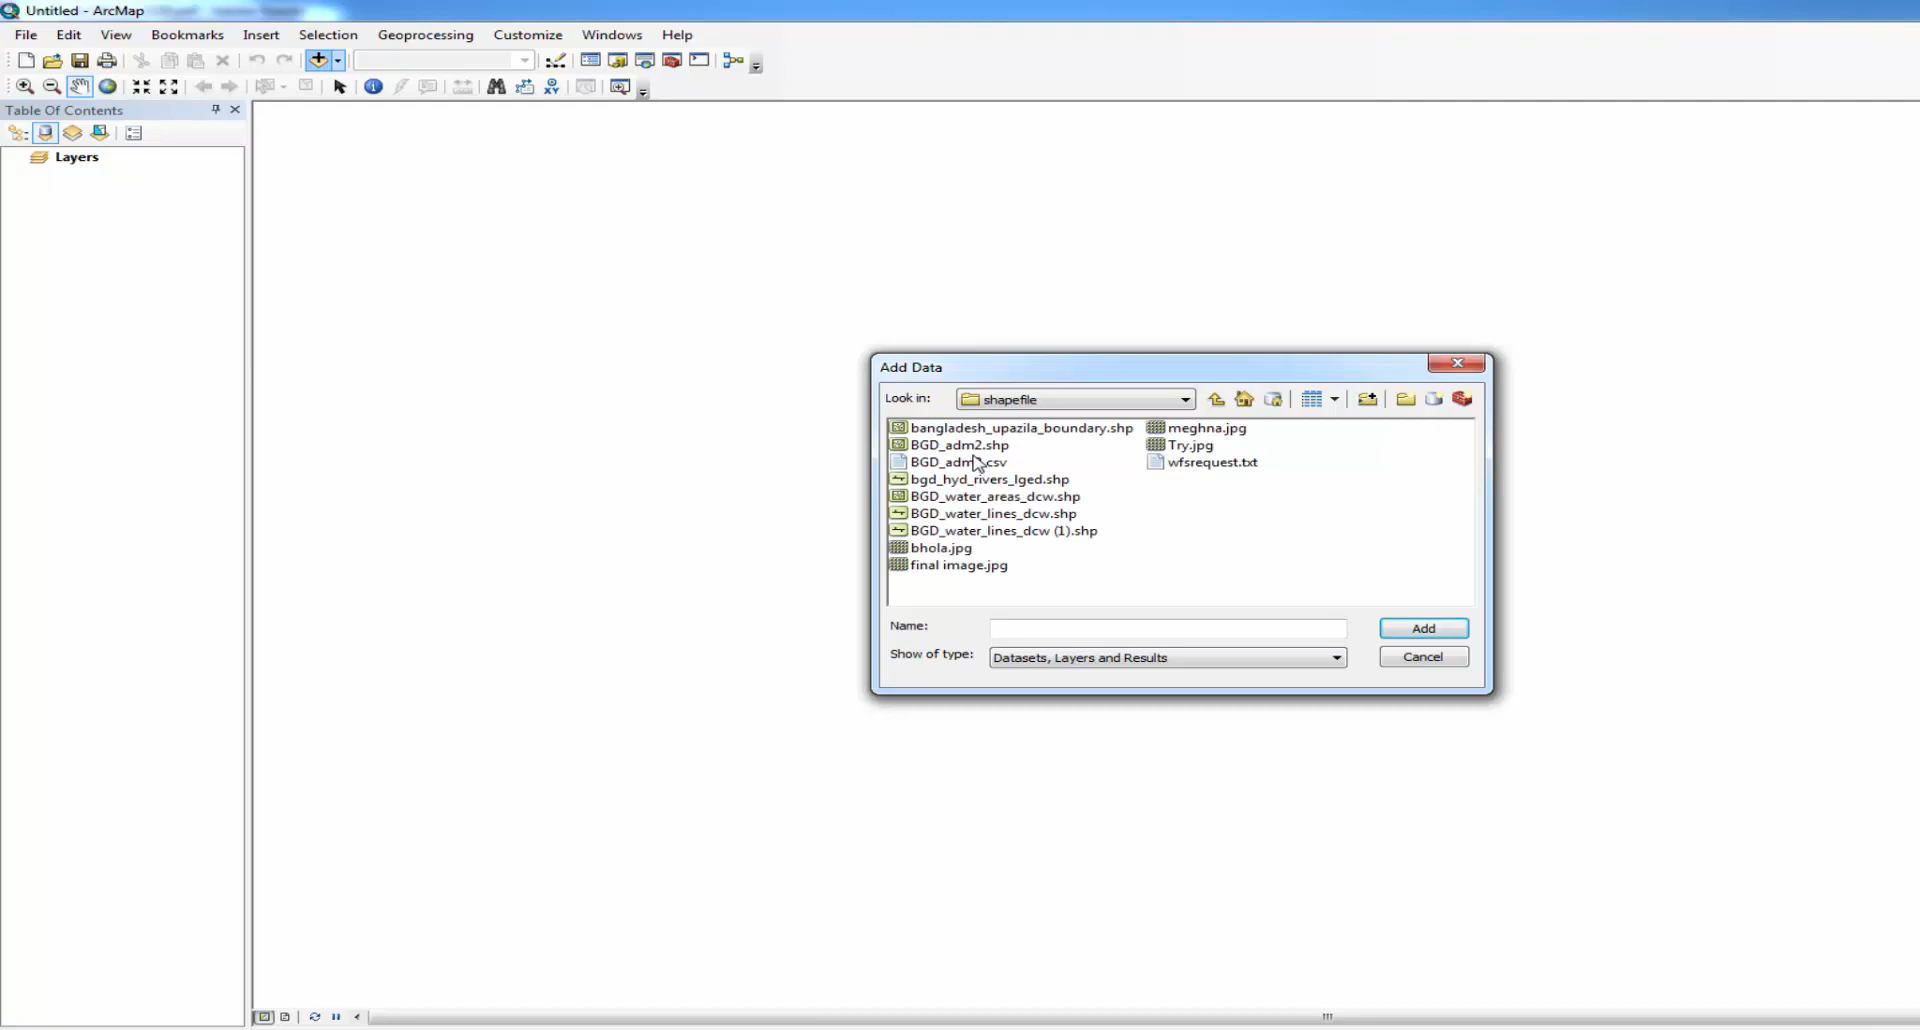 Untitled - ArcMap
File Edit View Bookmarks Insert Selection Geoprocessing Customize Windows Help
Table Of Contents
Layers
Add Data
Look in: shapefile
bangladesh_upazila_boundary.shp meghna.jpg
BGD_adm2.shp Try.jpg
wfsrequest.txt
bgd_hyd_rivers_lged.shp
BGD_water_areas_dcw.shp
BGD_water_lines_dcw.shp
BGD_water_lines_dcw (1).shp
bhola.jpg
final image.jpg
Name: Add
Show of type: Datasets, Layers and Results Cancel